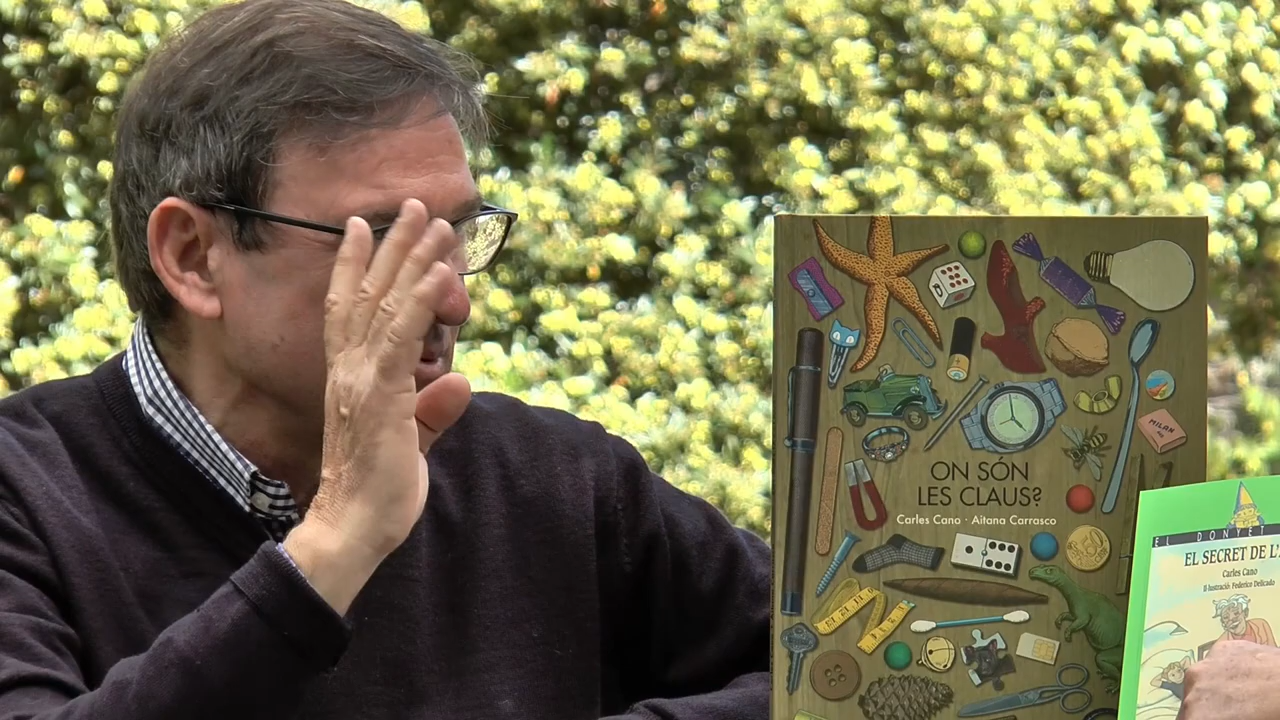 ON SÓN
LES CLAUS?
Carles Cano · Aitana Carrasco
MILAN
EL DONYET
EL SECRET DE L'
Carles Cano
Il·lustració: Federico Delicado